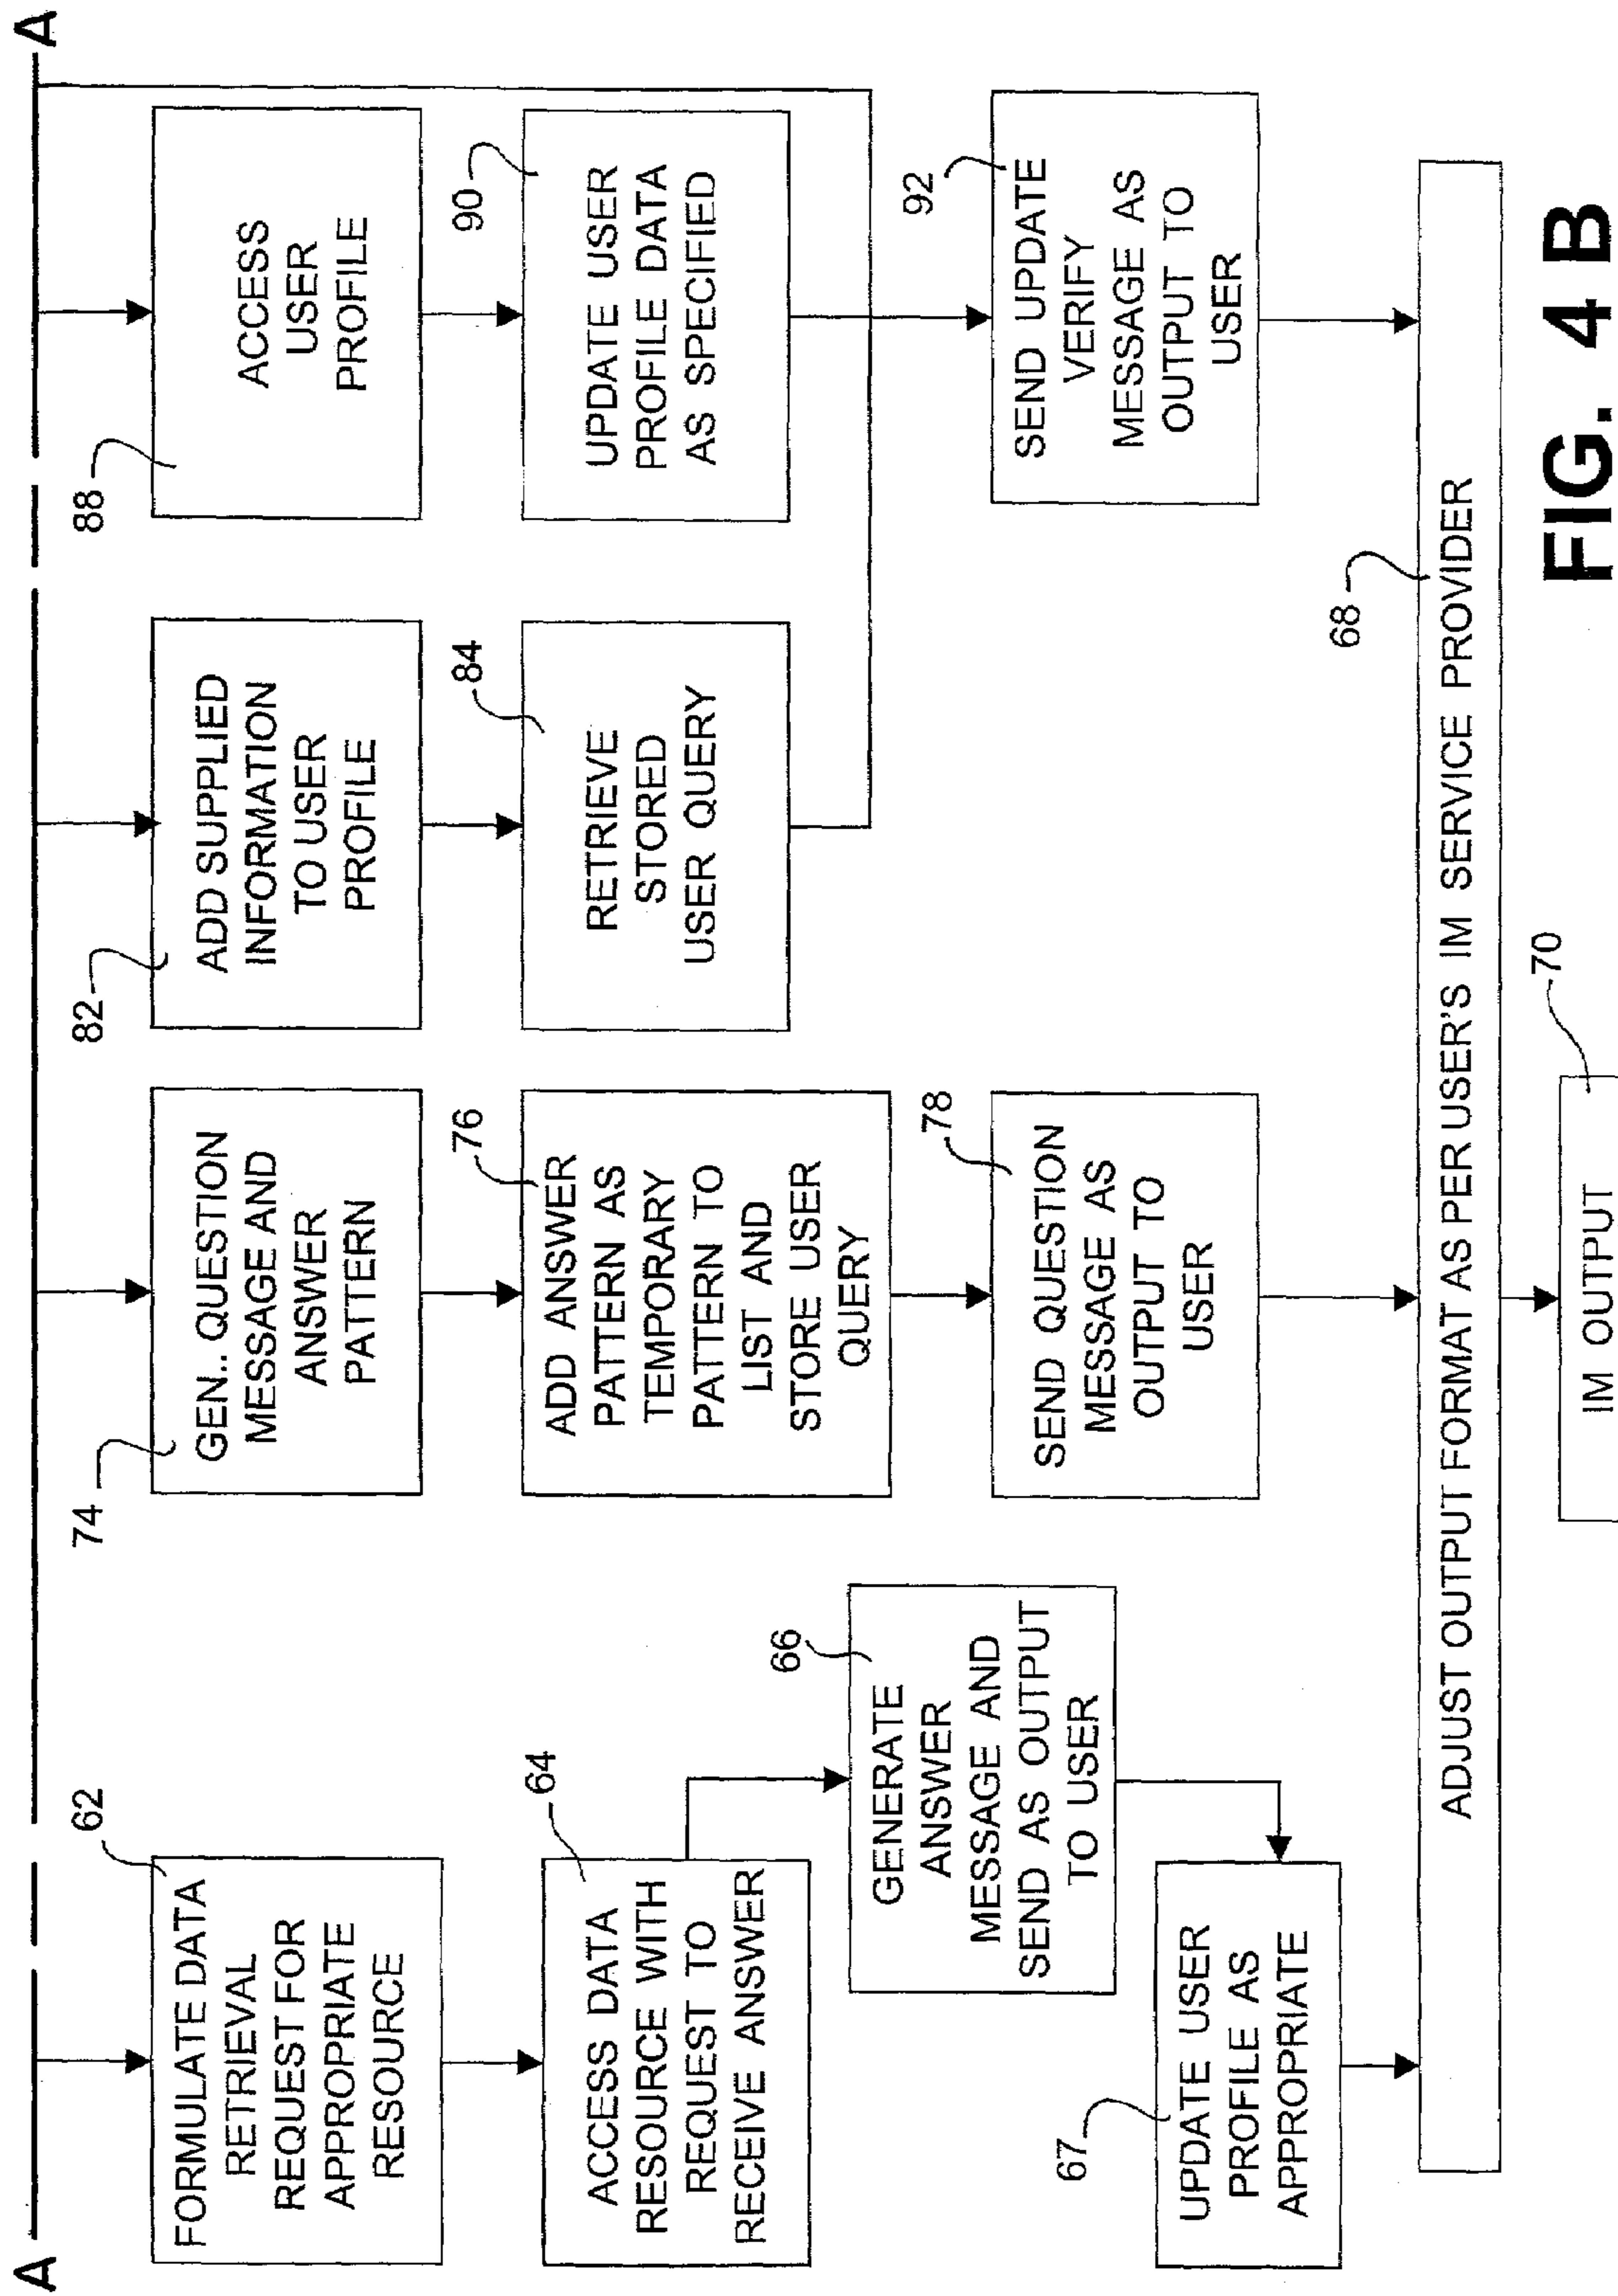 A
A
62
FORMULATE DATA
RETRIEVAL
REQUEST FOR
APPROPRIATE
RESOURCE
64
ACCESS DATA
RESOURCE WITH
REQUEST TO
RECEIVE ANSWER
66
GENERATE
ANSWER
MESSAGE AND
SEND AS OUTPUT
TO USER
67
UPDATE USER
PROFILE AS
APPROPRIATE
74
GEN.. QUESTION
MESSAGE AND
ANSWER
PATTERN
76
ADD ANSWER
PATTERN AS
TEMPORARY
PATTERN TO
LIST AND
STORE USER
QUERY
78
SEND QUESTION
MESSAGE AS
OUTPUT TO
USER
82
ADD SUPPLIED
INFORMATION
TO USER
PROFILE
84
RETRIEVE
STORED
USER QUERY
88
ACCESS
USER
PROFILE
90
UPDATE USER
PROFILE DATA
AS SPECIFIED
92
SEND UPDATE
VERIFY
MESSAGE AS
OUTPUT TO
USER
68
ADJUST OUTPUT FORMAT AS PER USER'S IM SERVICE PROVIDER
70
IM OUTPUT
FIG. 4 B